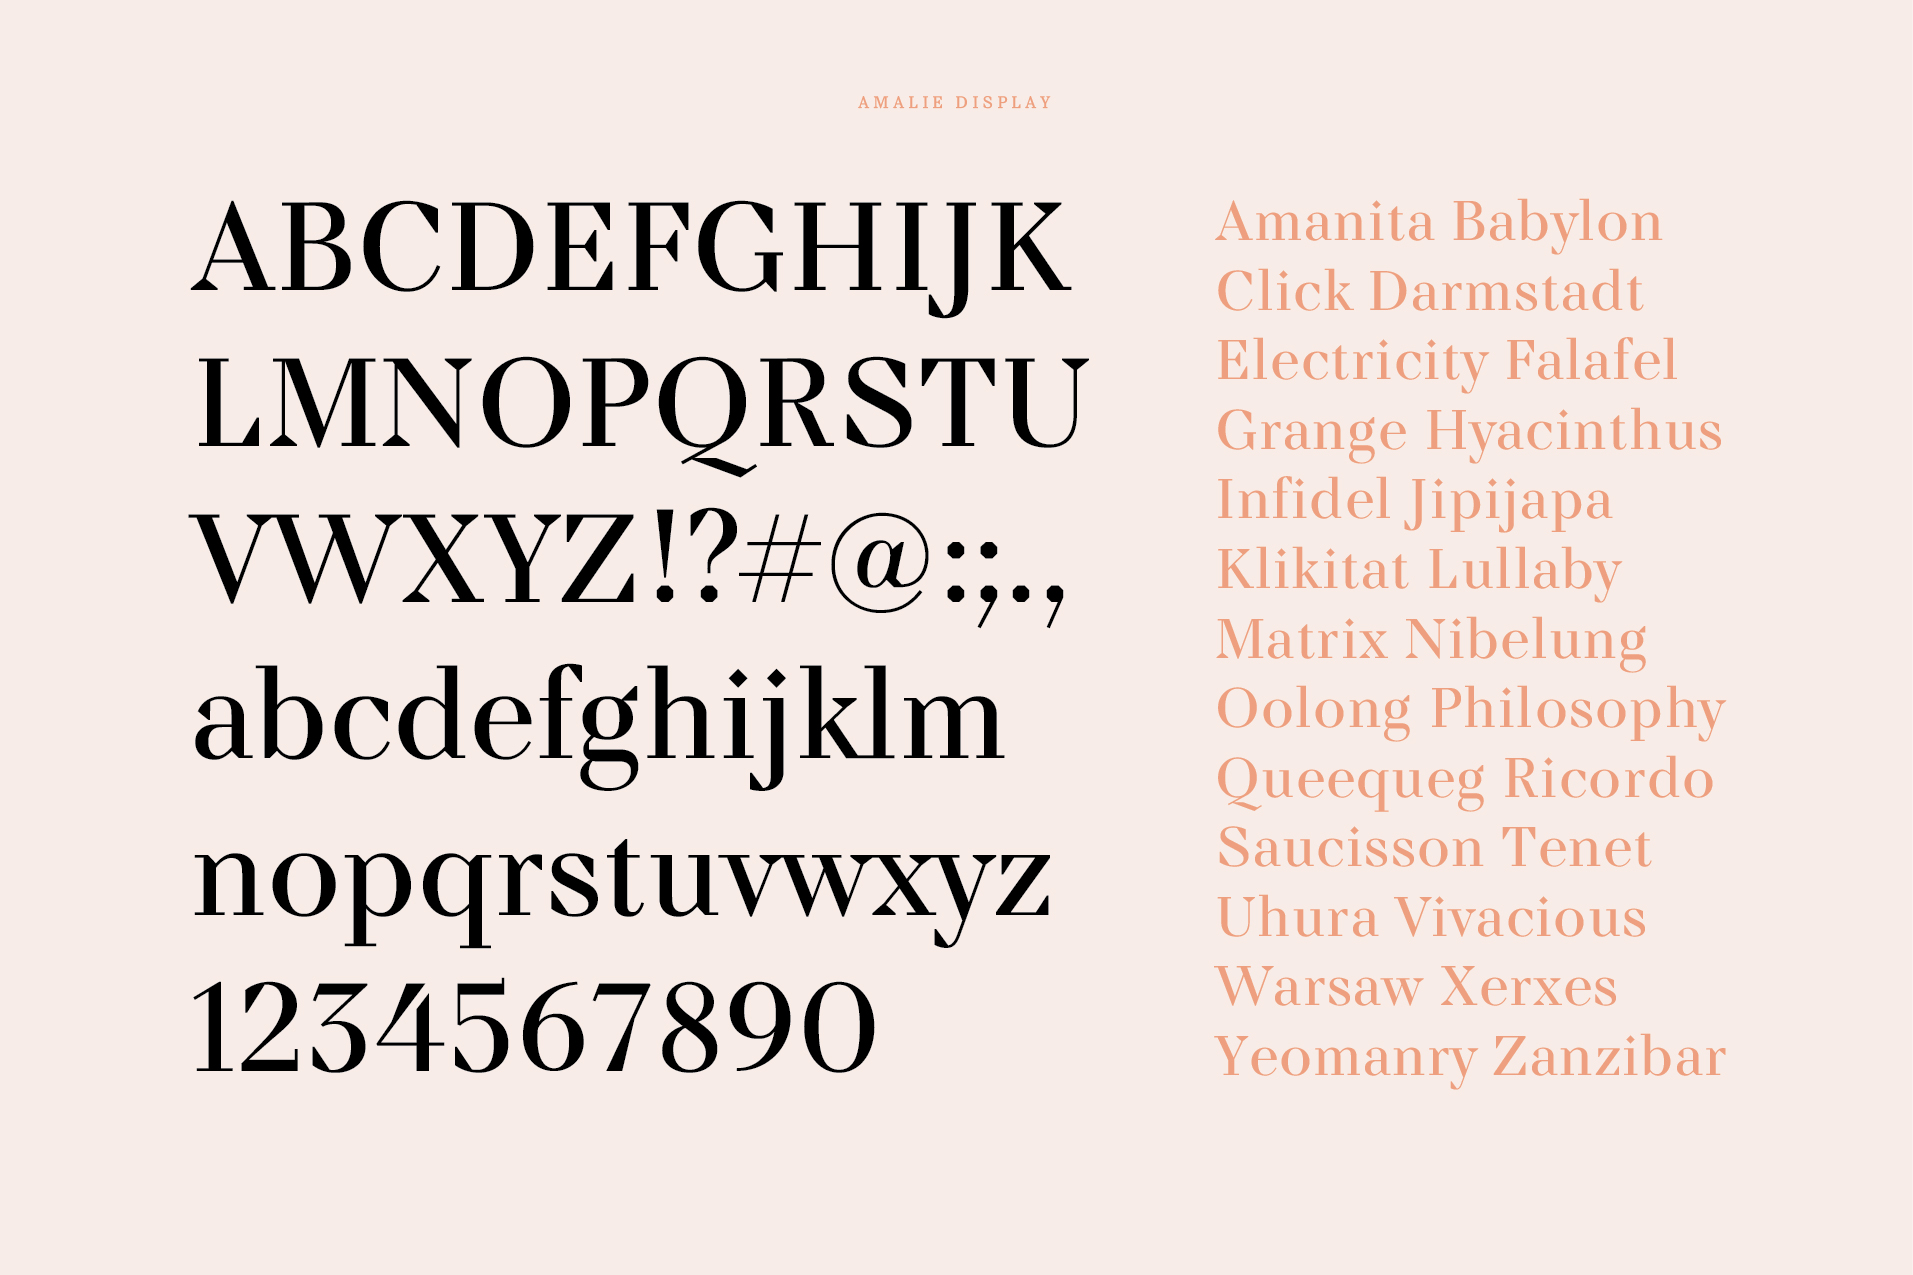 AMALIE DISPLAY
ABCDEFGHIJK
LMNOPQRSTU
VWXYZ!?#@:;.,
abcdefghijklm
nopqrstuvwxyz
1234567890
Amanita Babylon
Click Darmstadt
Electricity Falafel
Grange Hyacinthus
Infidel Jipijapa
Klikitat Lullaby
Matrix Nibelung
Oolong Philosophy
Queequeg Ricordo
Saucisson Tenet
Uhura Vivacious
Warsaw Xerxes
Yeomanry Zanzibar